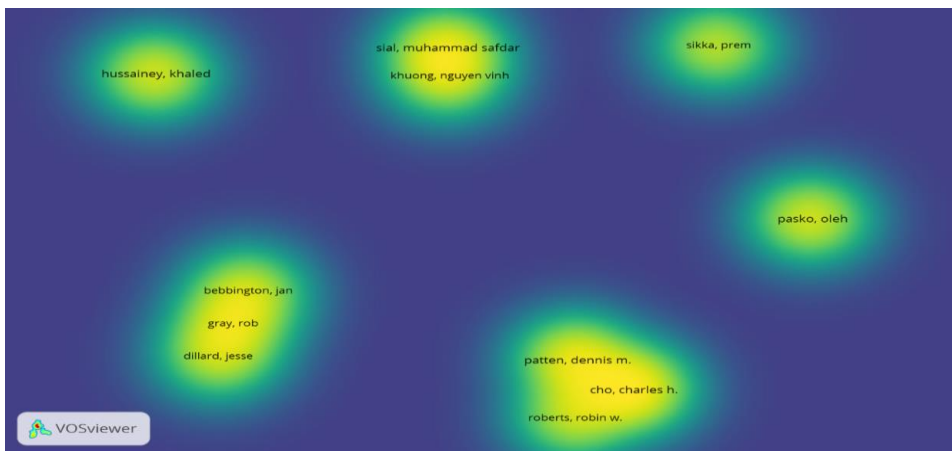 hussainey, khaled
sial, muhammad safdar
khuong, nguyen vinh
sikka, prem
pasko, oleh
bebbington, jan
gray, rob
dillard, jesse
patten, dennis m.
cho, charles h.
roberts, robin w.
VOSviewer